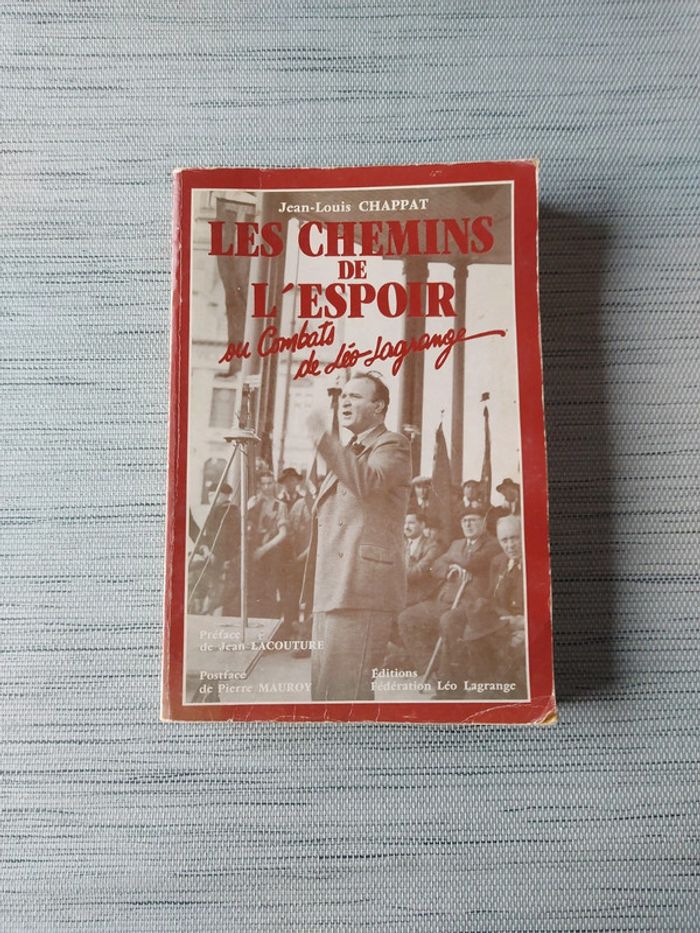 Jean-Louis CHAPPAT
LES CHEMINS
DE
L'ESPOIR
ou Combats
de Léo Lagrange
Préface
de Jean LACOUTURE
Postface
de Pierre MAUROY
Éditions
Fédération Léo Lagrange